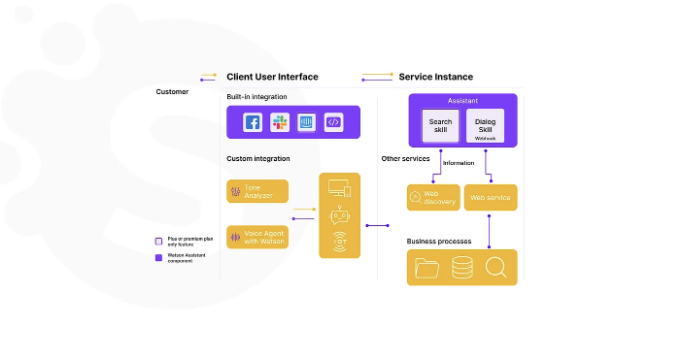 Client User Interface
Service Instance
Customer
Built-in integration
Assistant
Search
skill
Dialog
Skill
Webhook
Custom integration
Other services
Information
Tone
Analyzer
Web
discovery
Web service
Voice Agent
with Watson
IOT
Business processes
Plus or premium plan
only feature
Watson Assistant
component